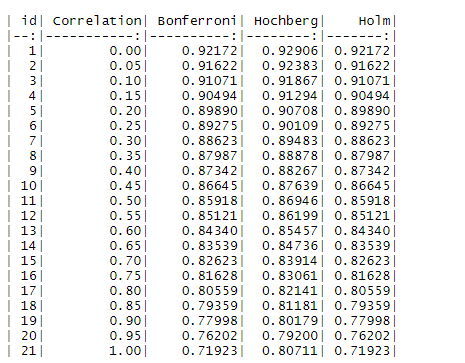 | id| Correlation| Bonferroni| Hochberg| Holm|
|--:|-----------:|----------:|--------:|-------:|
| 1| 0.00| 0.92172| 0.92906| 0.92172|
| 2| 0.05| 0.91622| 0.92383| 0.91622|
| 3| 0.10| 0.91071| 0.91867| 0.91071|
| 4| 0.15| 0.90494| 0.91294| 0.90494|
| 5| 0.20| 0.89890| 0.90708| 0.89890|
| 6| 0.25| 0.89275| 0.90109| 0.89275|
| 7| 0.30| 0.88623| 0.89483| 0.88623|
| 8| 0.35| 0.87987| 0.88878| 0.87987|
| 9| 0.40| 0.87342| 0.88267| 0.87342|
| 10| 0.45| 0.86645| 0.87639| 0.86645|
| 11| 0.50| 0.85918| 0.86946| 0.85918|
| 12| 0.55| 0.85121| 0.86199| 0.85121|
| 13| 0.60| 0.84340| 0.85457| 0.84340|
| 14| 0.65| 0.83539| 0.84736| 0.83539|
| 15| 0.70| 0.82623| 0.83914| 0.82623|
| 16| 0.75| 0.81628| 0.83061| 0.81628|
| 17| 0.80| 0.80559| 0.82141| 0.80559|
| 18| 0.85| 0.79359| 0.81181| 0.79359|
| 19| 0.90| 0.77998| 0.80179| 0.77998|
| 20| 0.95| 0.76202| 0.79200| 0.76202|
| 21| 1.00| 0.71923| 0.80711| 0.71923|